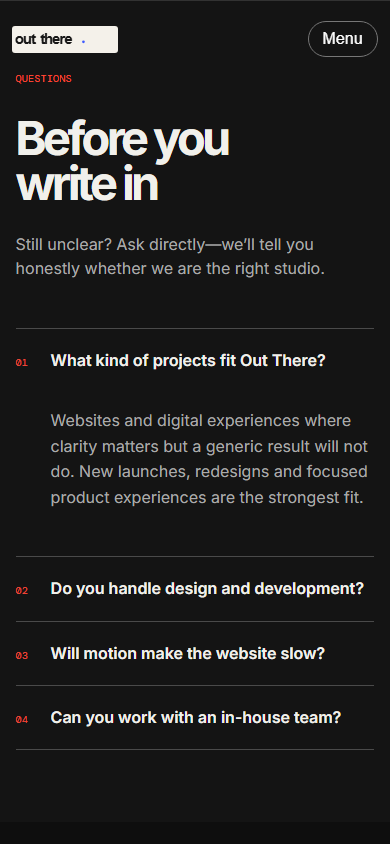 out there .
Menu
QUESTIONS
Before you
write in
Still unclear? Ask directly—we’ll tell you
honestly whether we are the right studio.
01 What kind of projects fit Out There?
Websites and digital experiences where
clarity matters but a generic result will not
do. New launches, redesigns and focused
product experiences are the strongest fit.
02 Do you handle design and development?
03 Will motion make the website slow?
04 Can you work with an in-house team?